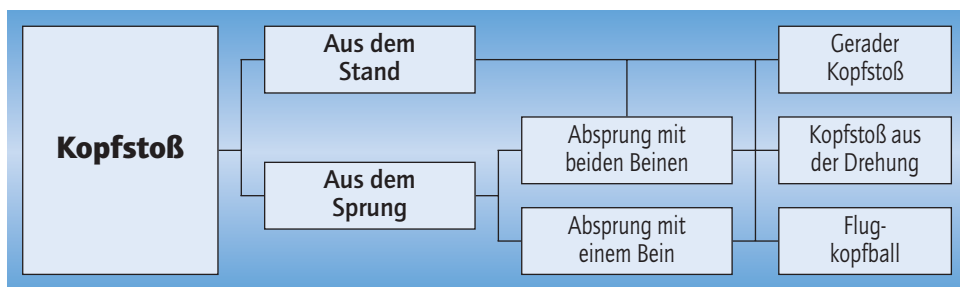 Kopfstoß
Aus dem
Stand
Aus dem
Sprung
Absprung mit
beiden Beinen
Absprung mit
einem Bein
Gerader
Kopfstoß
Kopfstoß aus
der Drehung
Flug-
kopfball